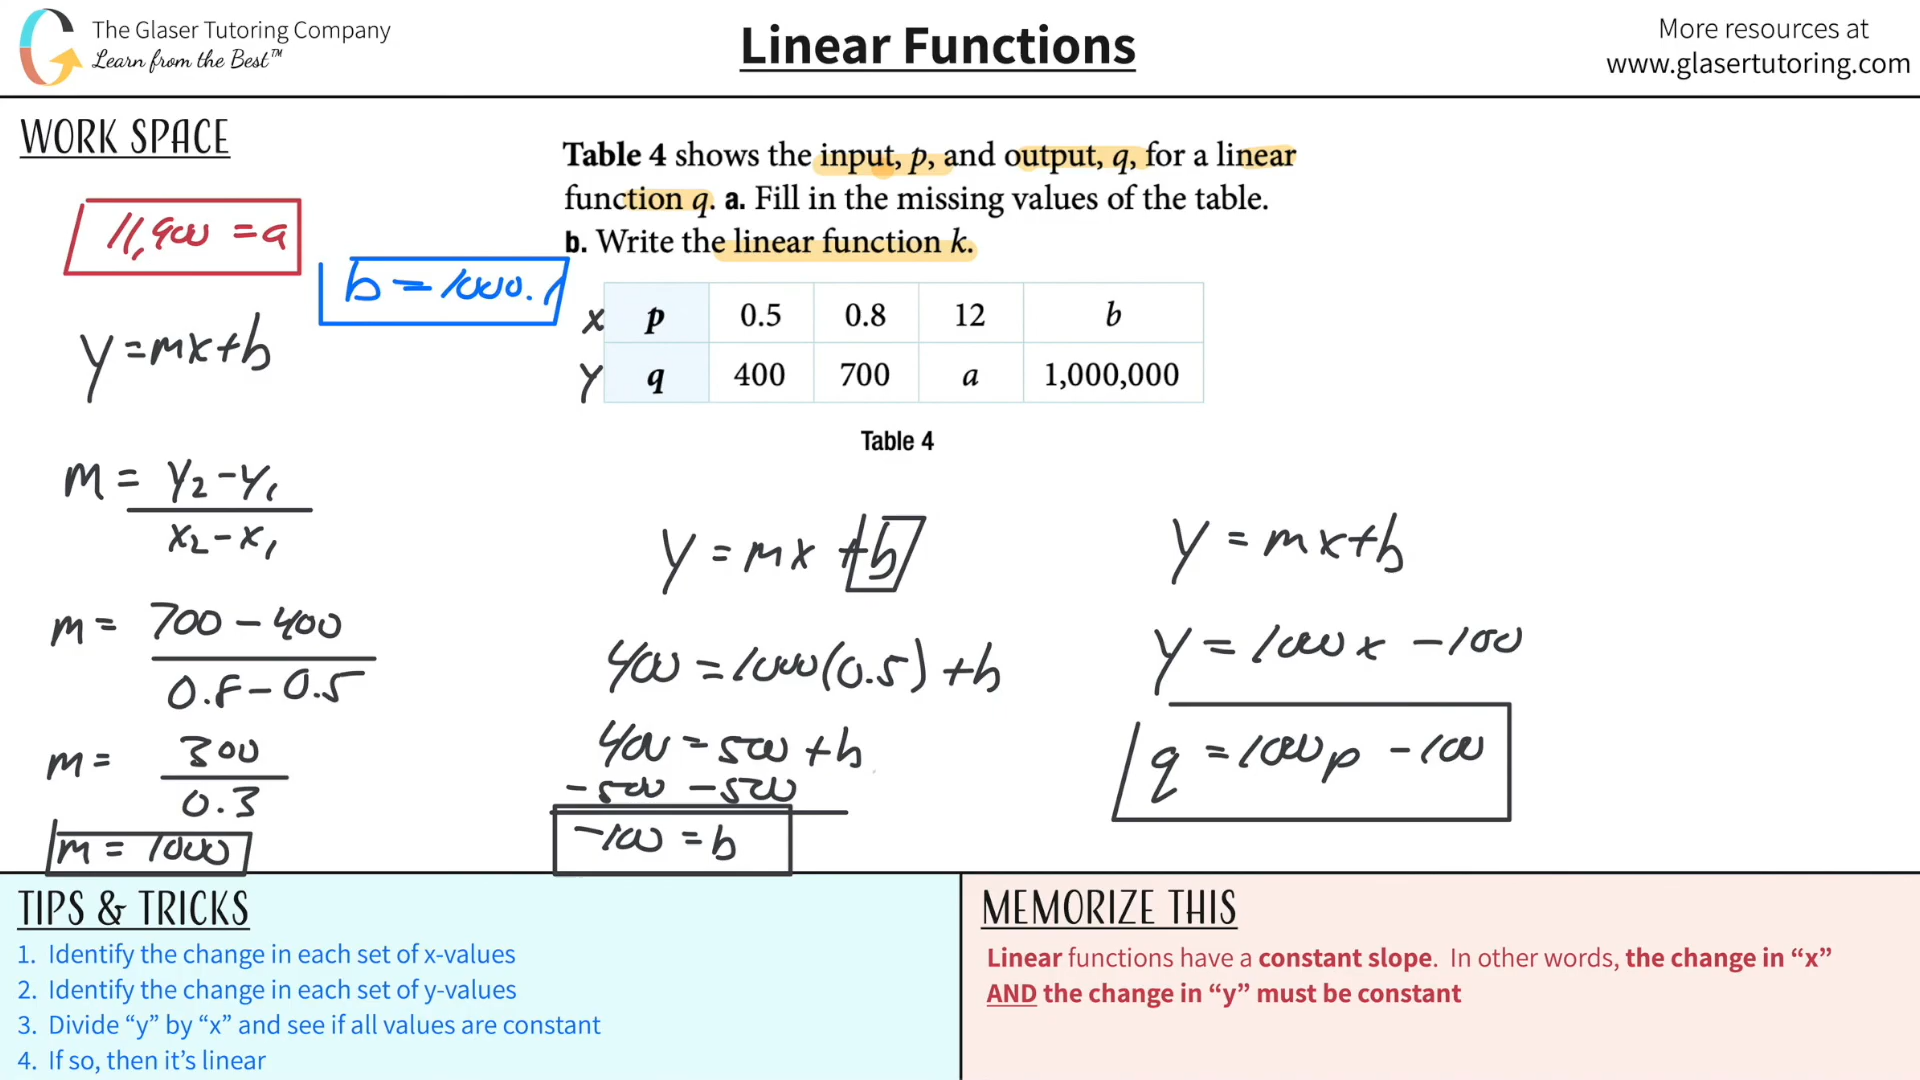 The Glaser Tutoring Company
Learn from the Best™
Linear Functions
More resources at
www.glasertutoring.com
WORK SPACE
11,900 = a
b = 1000.1
y = mx + b
m = y₂ - y₁
x₂ - x₁
m = 700 - 400
0.8 - 0.5
m = 300
0.3
m = 1000
Table 4 shows the input, p, and output, q, for a linear
function q. a. Fill in the missing values of the table.
b. Write the linear function k.
x p 0.5 0.8 12 b
y q 400 700 a 1,000,000
Table 4
y = mx + b
400 = 1000(0.5) + b
400 = 500 + b
-500 -500
-100 = b
y = mx + b
y = 1000x - 100
q = 1000p - 100
TIPS & TRICKS
1. Identify the change in each set of x-values
2. Identify the change in each set of y-values
3. Divide “y” by “x” and see if all values are constant
4. If so, then it’s linear
MEMORIZE THIS
Linear functions have a constant slope. In other words, the change in “x”
AND the change in “y” must be constant